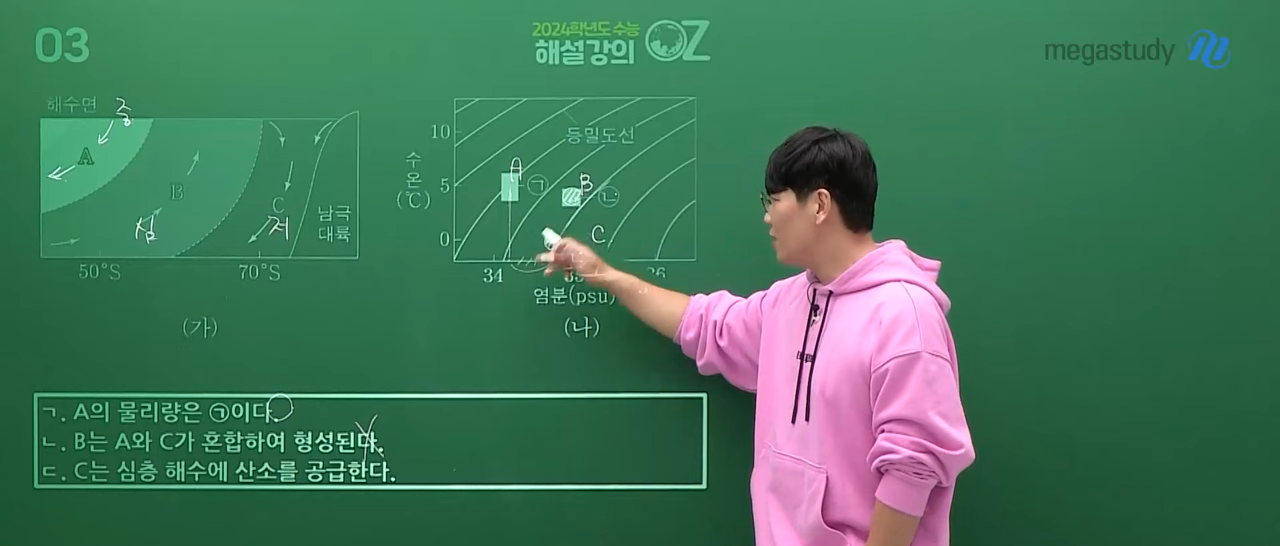 03
2024학년도 수능
해설강의 OZ
megastudy
해수면 중
A
B
C
심
저
남극
대륙
50°S 70°S
(가)
수온(℃)
10
5
0
등밀도선
A ㉠
B ㉡
C
34
염분(psu)
(나)
ㄱ. A의 물리량은 ㉠이다.
ㄴ. B는 A와 C가 혼합하여 형성된다.
ㄷ. C는 심층 해수에 산소를 공급한다.